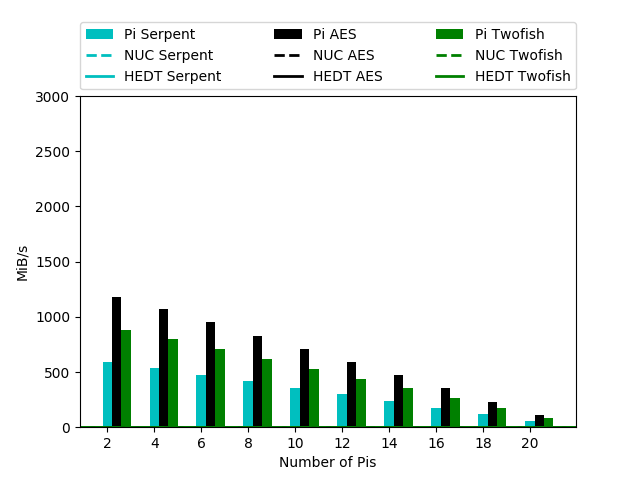 Pi Serpent Pi AES Pi Twofish
NUC Serpent NUC AES NUC Twofish
HEDT Serpent HEDT AES HEDT Twofish
3000
2500
2000
1500
1000
500
0
MiB/s
2 4 6 8 10 12 14 16 18 20
Number of Pis